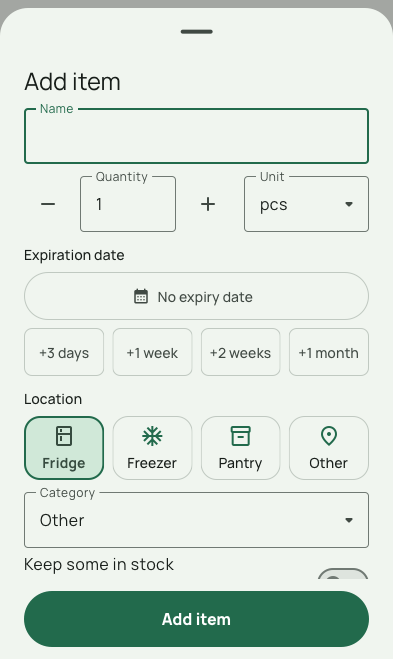 Add item
Name
Quantity
1
Unit
pcs
Expiration date
No expiry date
+3 days
+1 week
+2 weeks
+1 month
Location
Fridge
Freezer
Pantry
Other
Category
Other
Keep some in stock
Add item